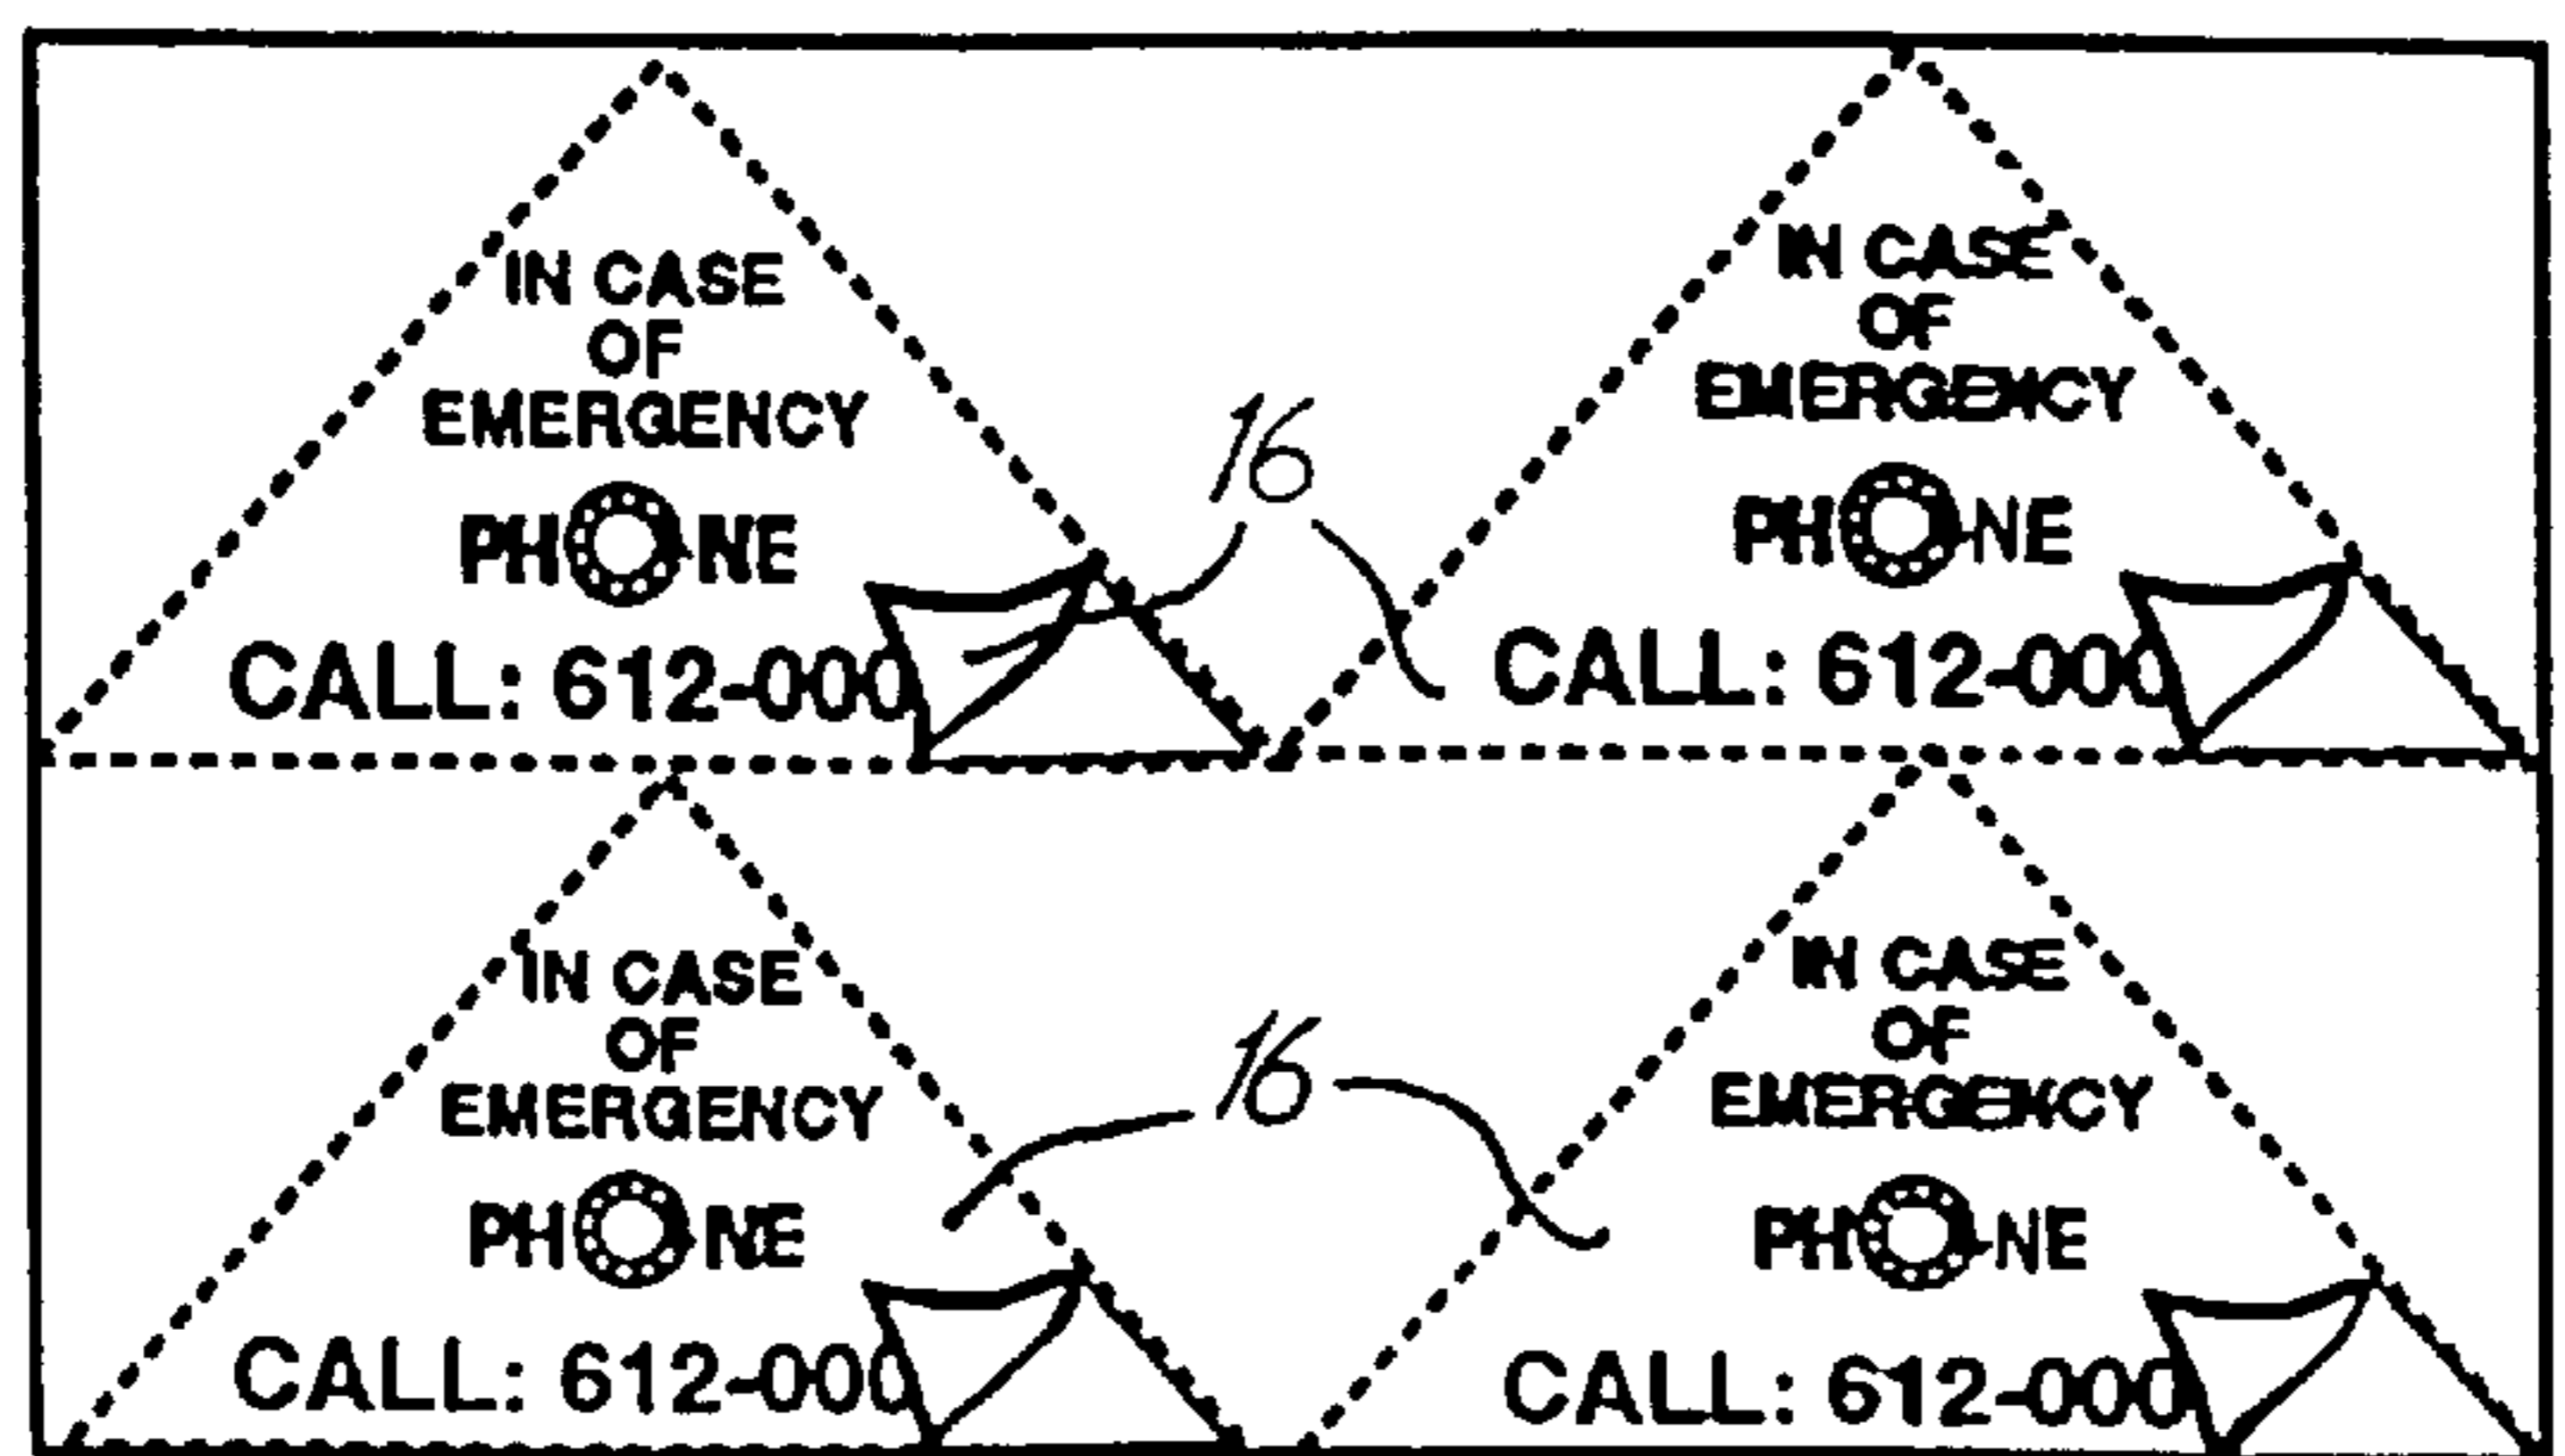 IN CASE
OF
EMERGENCY
PHONE
CALL: 612-000
IN CASE
OF
EMERGENCY
PHONE
CALL: 612-000
16
IN CASE
OF
EMERGENCY
PHONE
CALL: 612-000
IN CASE
OF
EMERGENCY
PHONE
CALL: 612-000
16